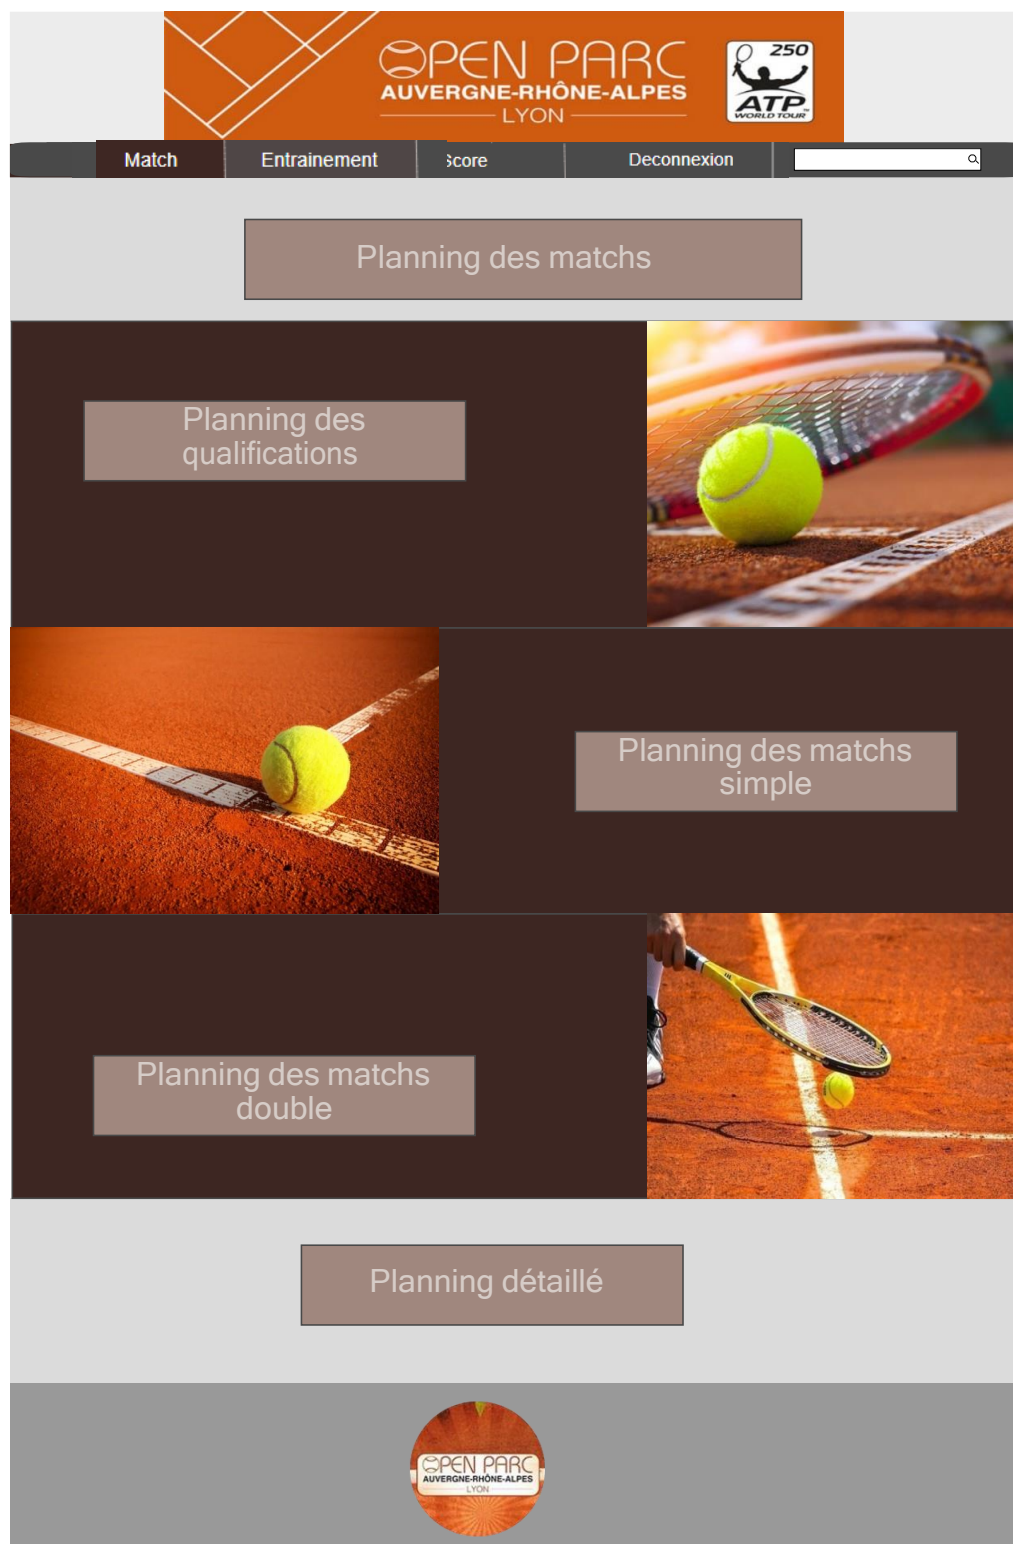 OPEN PARC
AUVERGNE-RHÔNE-ALPES
LYON
250
ATP
WORLD TOUR
Match Entrainement Score Deconnexion
Planning des matchs
Planning des
qualifications
Planning des matchs
simple
Planning des matchs
double
Planning détaillé
OPEN PARC
AUVERGNE-RHÔNE-ALPES
LYON